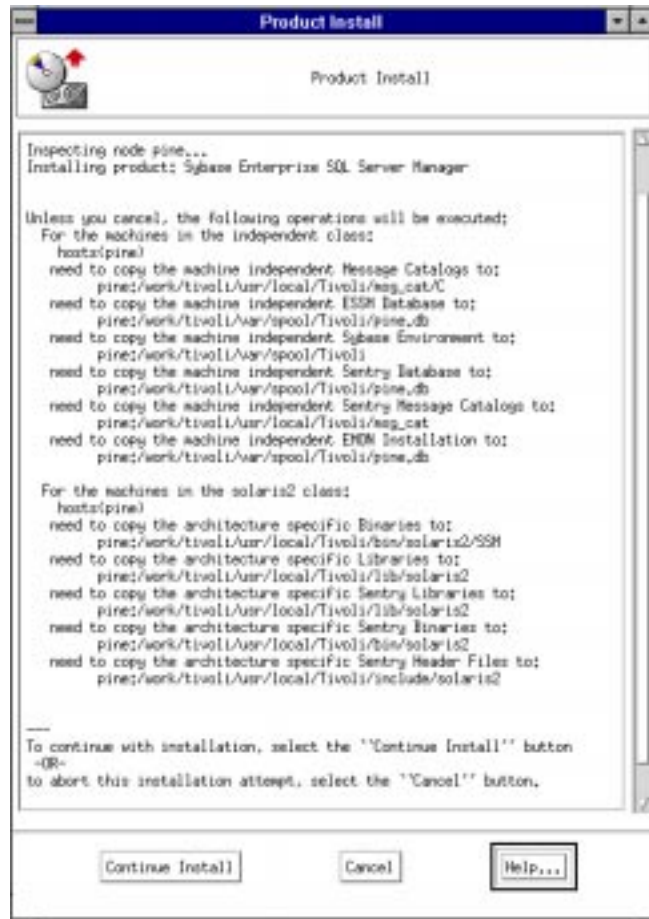 Product Install
Product Install
Inspecting node pine...
Installing product: Sybase Enterprise SQL Server Manager
Unless you cancel, the following operations will be executed:
For the machines in the independent class:
hosts(pine)
need to copy the machine independent Message Catalogs to:
pine:/work/tivoli/usr/local/Tivoli/msg_cat/C
need to copy the machine independent ESSM Database to:
pine:/work/tivoli/var/spool/Tivoli/pine.db
need to copy the machine independent Sybase Environment to:
pine:/work/tivoli/var/spool/Tivoli
need to copy the machine independent Sentry Database to:
pine:/work/tivoli/var/spool/Tivoli/pine.db
need to copy the machine independent Sentry Message Catalogs to:
pine:/work/tivoli/usr/local/Tivoli/msg_cat
need to copy the machine independent EMON Installation to:
pine:/work/tivoli/var/spool/Tivoli/pine.db
For the machines in the solaris2 class:
hosts(pine)
need to copy the architecture specific Binaries to:
pine:/work/tivoli/usr/local/Tivoli/bin/solaris2/SSM
need to copy the architecture specific Libraries to:
pine:/work/tivoli/usr/local/Tivoli/lib/solaris2
need to copy the architecture specific Sentry Libraries to:
pine:/work/tivoli/usr/local/Tivoli/lib/solaris2
need to copy the architecture specific Sentry Binaries to:
pine:/work/tivoli/usr/local/Tivoli/bin/solaris2
need to copy the architecture specific Sentry Header Files to:
pine:/work/tivoli/usr/local/Tivoli/include/solaris2
---
To continue with installation, select the ``Continue Install'' button
-OR-
to abort this installation attempt, select the ``Cancel'' button.
Continue Install
Cancel
Help...